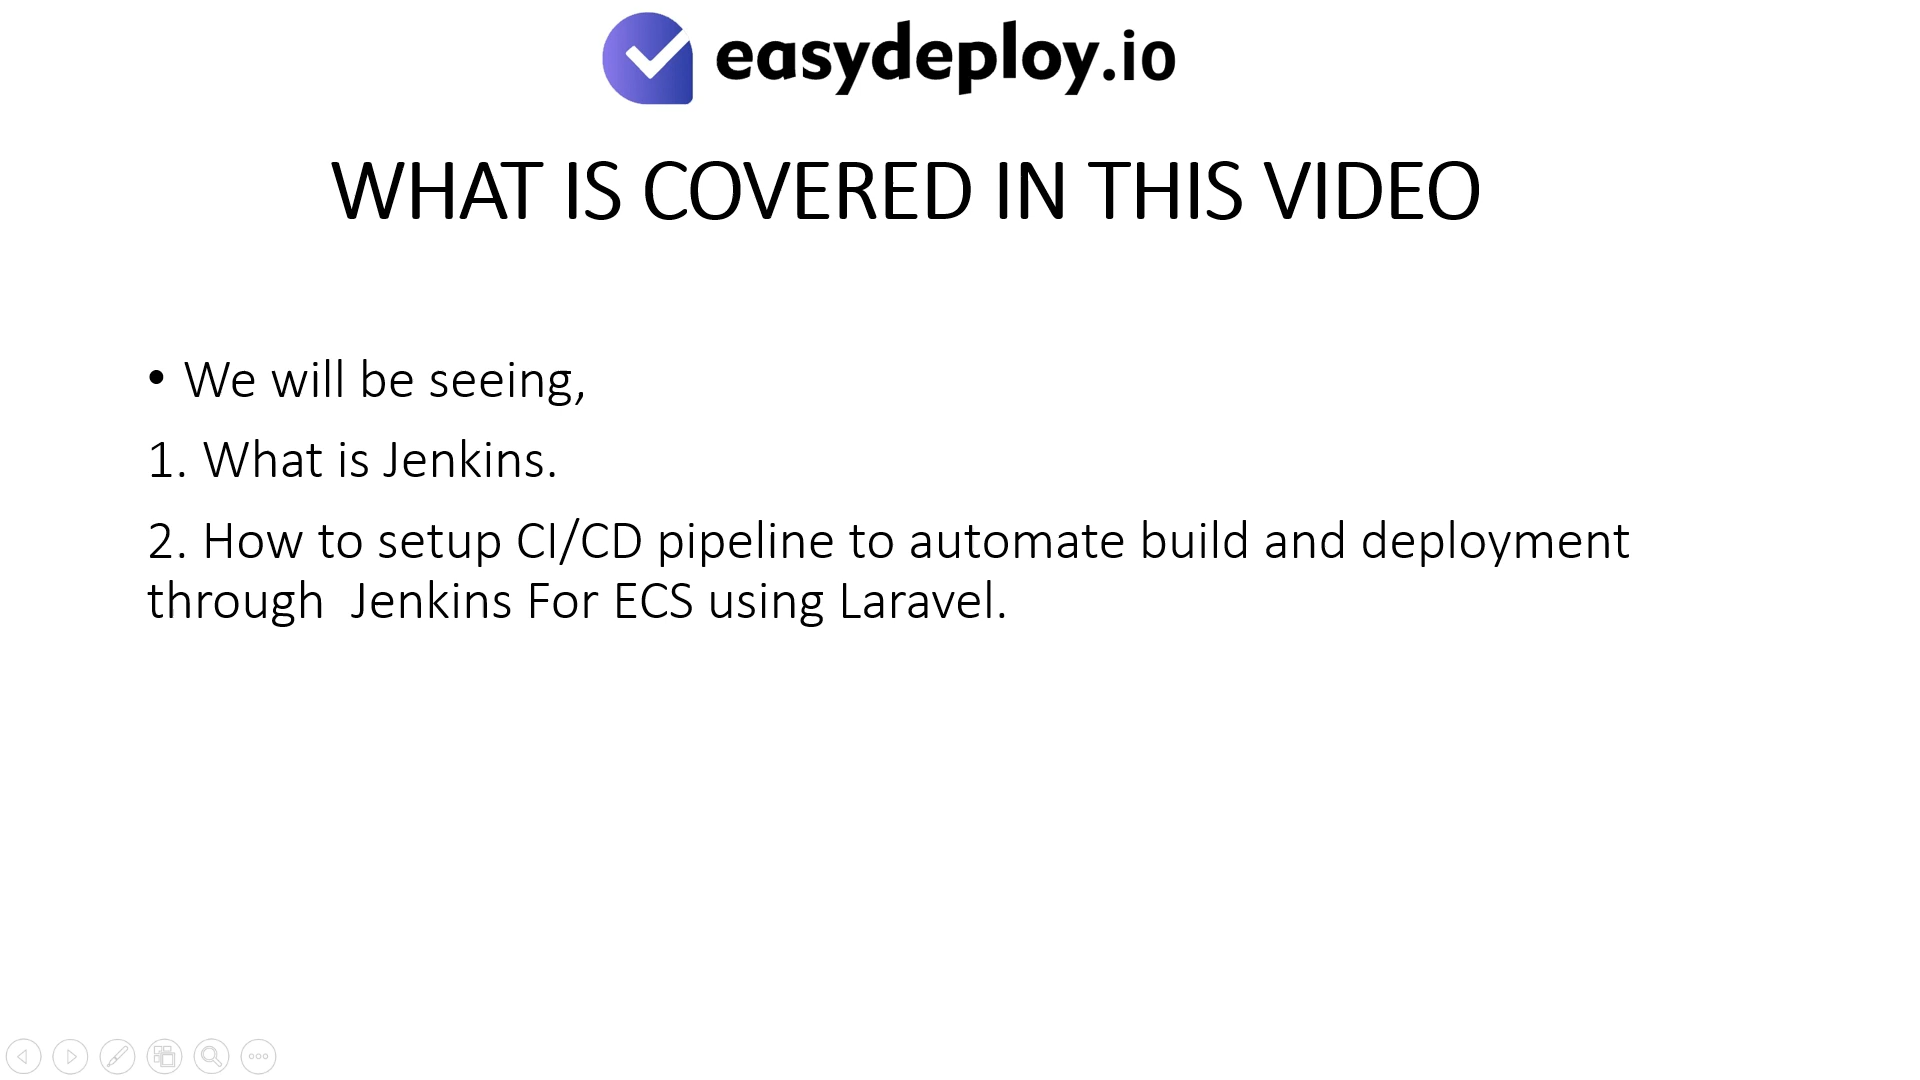 easydeploy.io
WHAT IS COVERED IN THIS VIDEO
• We will be seeing,
1. What is Jenkins.
2. How to setup CI/CD pipeline to automate build and deployment
through  Jenkins For ECS using Laravel.